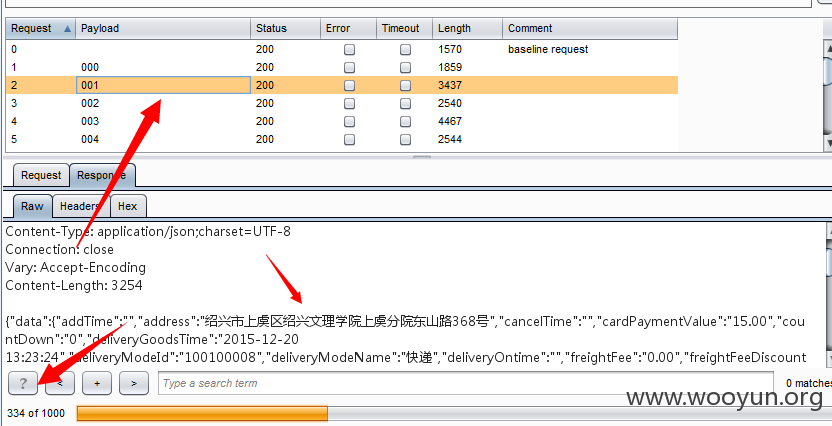 Request Payload Status Error Timeout Length Comment
0 200 1570 baseline request
1 000 200 1859
2 001 200 3437
3 002 200 2540
4 003 200 4467
5 004 200 2544
Request Response
Raw Headers Hex
Content-Type: application/json;charset=UTF-8
Connection: close
Vary: Accept-Encoding
Content-Length: 3254
{"data":{"addTime":"","address":"绍兴市上虞区绍兴文理学院上虞分院东山路368号","cancelTime":"","cardPaymentValue":"15.00","cou
ntDown":"0","deliveryGoodsTime":"2015-12-20
13:23:24","deliveryModeId":"100100008","deliveryModeName":"快递","deliveryOntime":"","freightFee":"0.00","freightFeeDiscount
? < + > Type a search term 0 matches
334 of 1000
www.wooyun.org